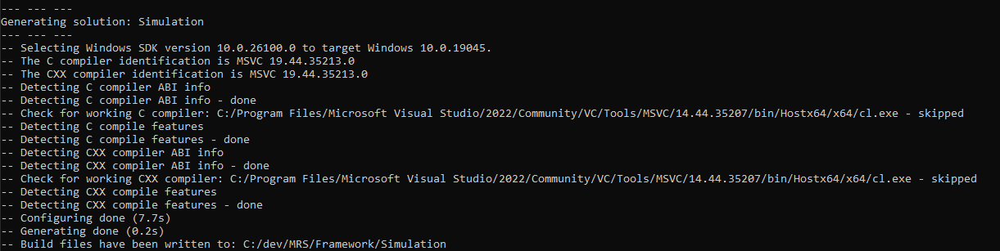 --- --- ---
Generating solution: Simulation
--- --- ---
-- Selecting Windows SDK version 10.0.26100.0 to target Windows 10.0.19045.
-- The C compiler identification is MSVC 19.44.35213.0
-- The CXX compiler identification is MSVC 19.44.35213.0
-- Detecting C compiler ABI info
-- Detecting C compiler ABI info - done
-- Check for working C compiler: C:/Program Files/Microsoft Visual Studio/2022/Community/VC/Tools/MSVC/14.44.35207/bin/Hostx64/x64/cl.exe - skipped
-- Detecting C compile features
-- Detecting C compile features - done
-- Detecting CXX compiler ABI info
-- Detecting CXX compiler ABI info - done
-- Check for working CXX compiler: C:/Program Files/Microsoft Visual Studio/2022/Community/VC/Tools/MSVC/14.44.35207/bin/Hostx64/x64/cl.exe - skipped
-- Detecting CXX compile features
-- Detecting CXX compile features - done
-- Configuring done (7.7s)
-- Generating done (0.2s)
-- Build files have been written to: C:/dev/MRS/Framework/Simulation